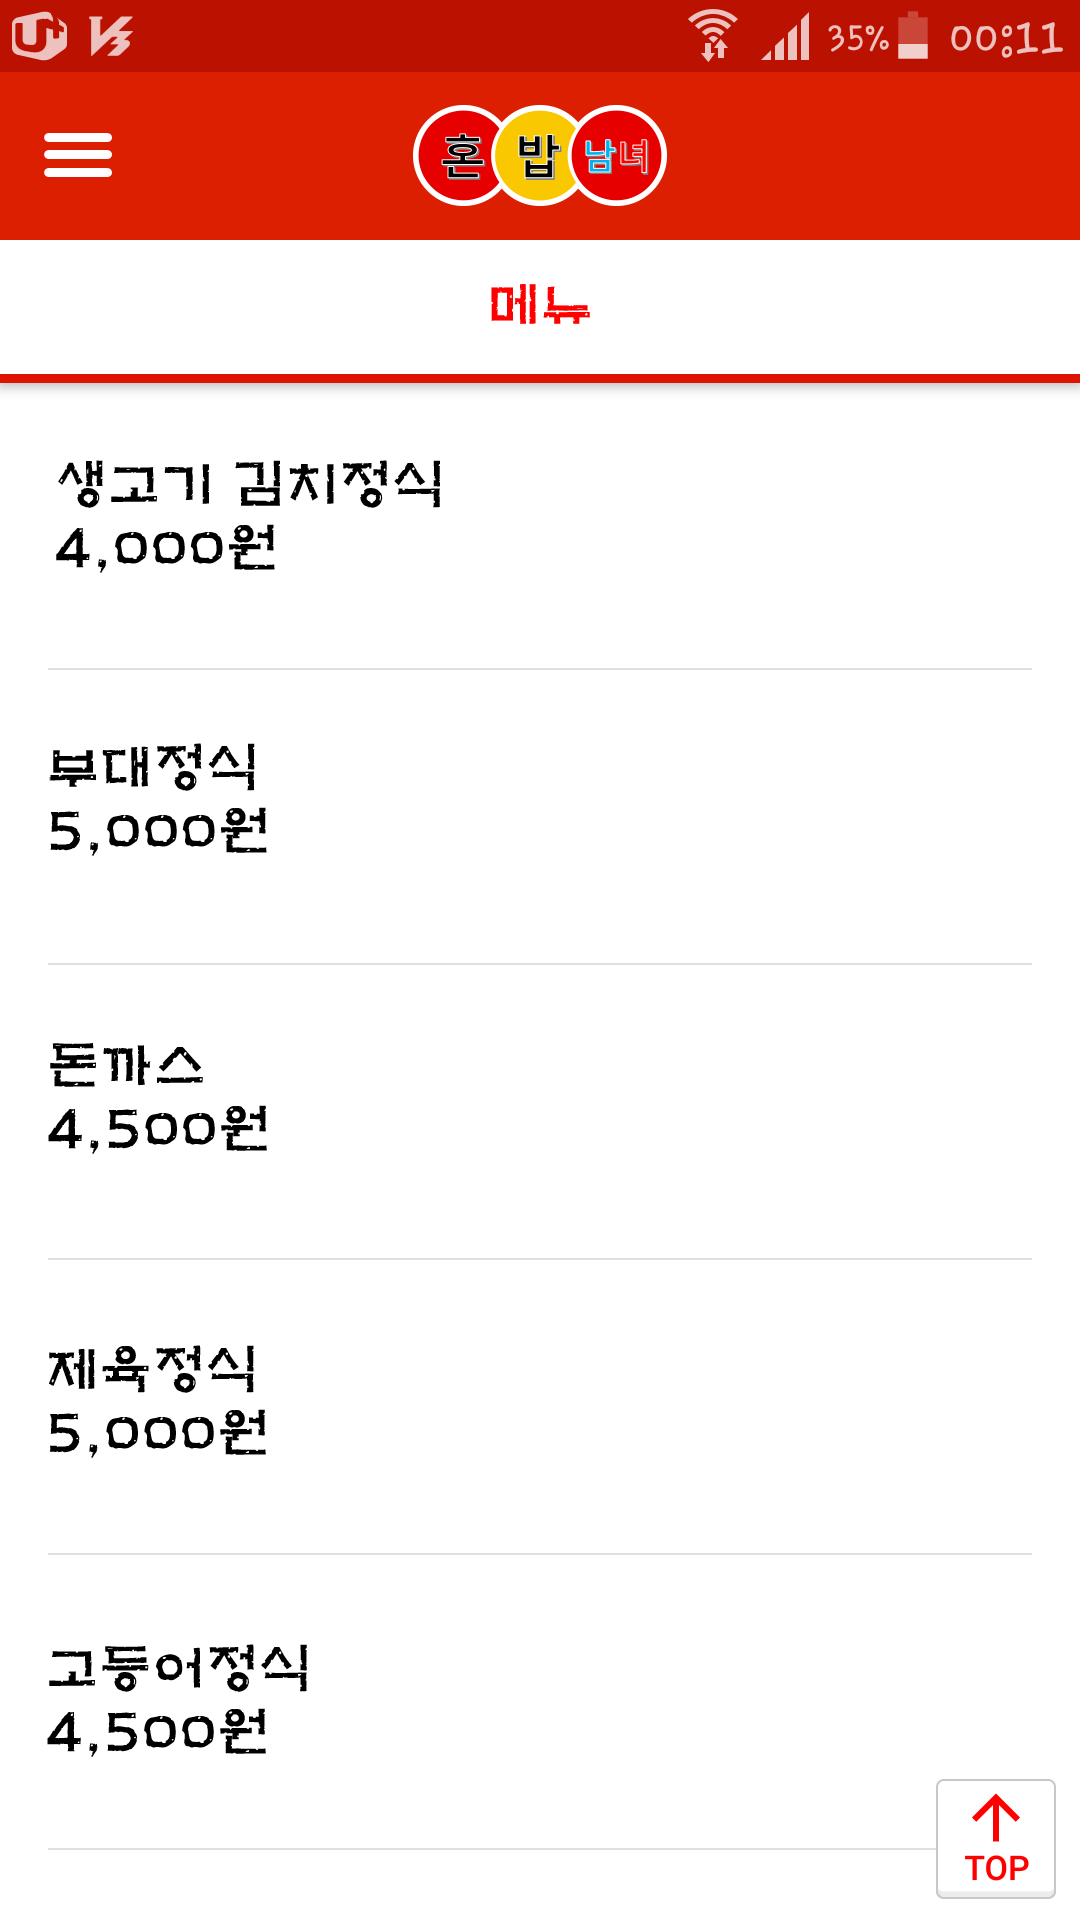 U+ V3 35% 00:11
혼 밥 남녀
메뉴
생고기 김치정식
4,000원
부대정식
5,000원
돈까스
4,500원
제육정식
5,000원
고등어정식
4,500원
TOP